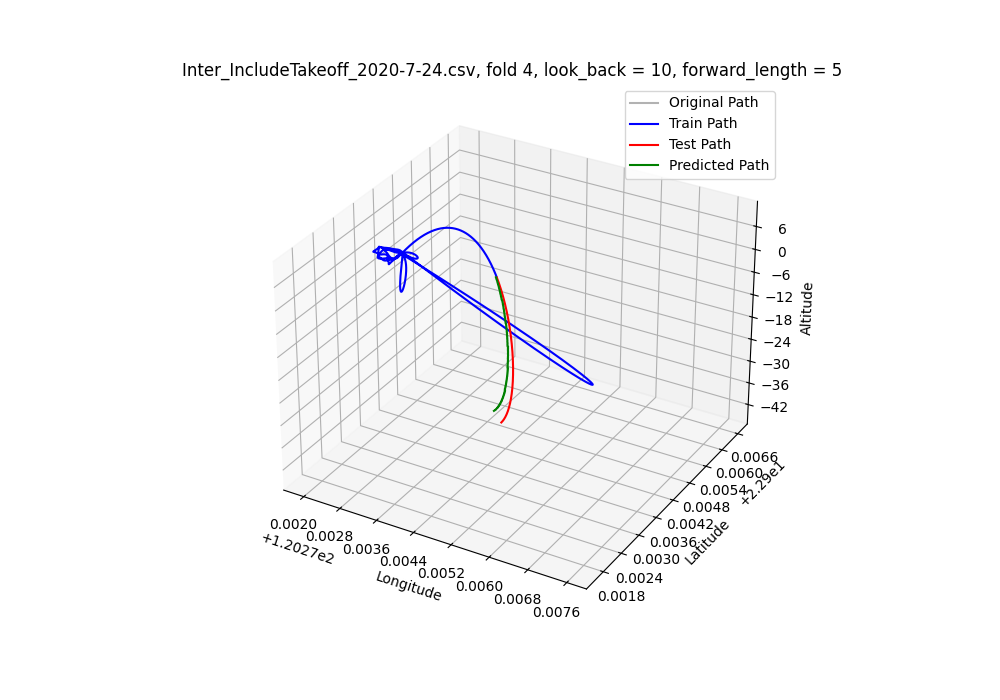 Inter_IncludeTakeoff_2020-7-24.csv, fold 4, look_back = 10, forward_length = 5
Original Path
Train Path
Test Path
Predicted Path
6
0
−6
−12
−18
−24
−30
−36
−42
Altitude
0.0066
0.0060
0.0054
0.0048
0.0042
0.0036
0.0030
0.0024
0.0018
+2.29e1
Latitude
0.0020
0.0028
0.0036
0.0044
0.0052
0.0060
0.0068
0.0076
+1.2027e2
Longitude